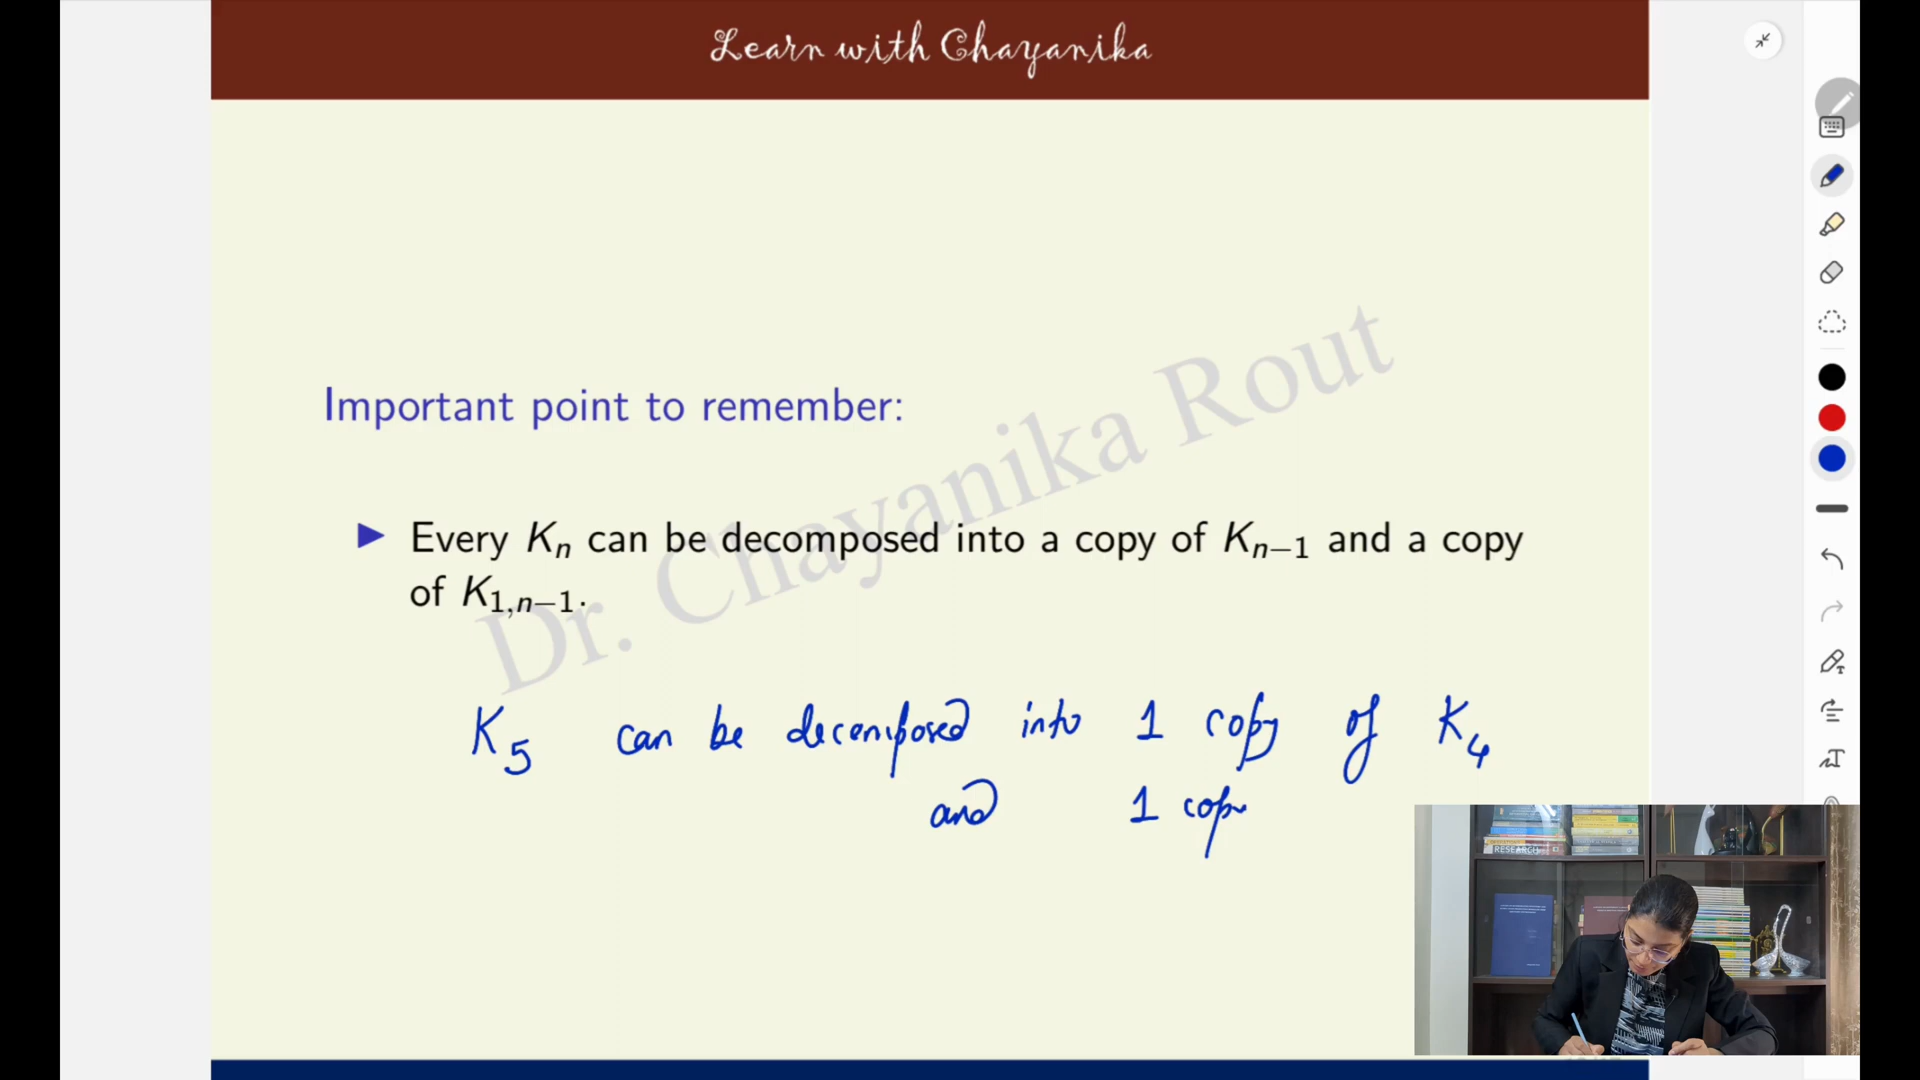 Learn with Chayanika
Important point to remember:
Every Kₙ can be decomposed into a copy of Kₙ₋₁ and a copy
of K₁,ₙ₋₁.
Dr. Chayanika Rout
K₅ can be decomposed into 1 copy of K₄
and 1 copy
RESEARCH